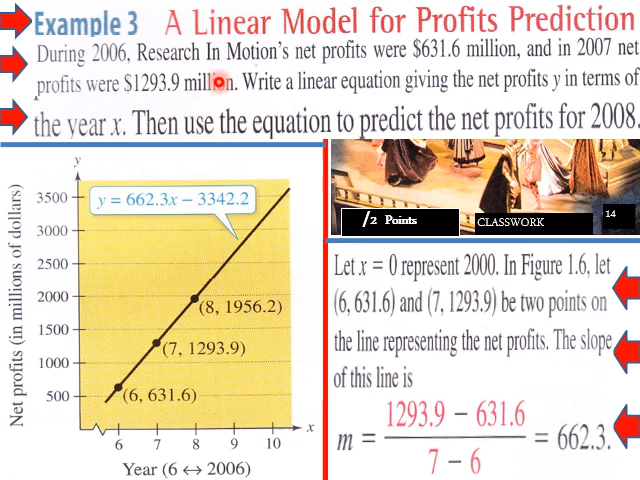 Example 3 A Linear Model for Profits Prediction
During 2006, Research In Motion's net profits were $631.6 million, and in 2007 net
profits were $1293.9 million. Write a linear equation giving the net profits y in terms of
the year x. Then use the equation to predict the net profits for 2008.
y
Net profits (in millions of dollars)
3500
3000
2500
2000
1500
1000
500
y = 662.3x − 3342.2
(8, 1956.2)
(7, 1293.9)
(6, 631.6)
6 7 8 9 10
x
Year (6 ↔ 2006)
/2 Points
CLASSWORK
14
Let x = 0 represent 2000. In Figure 1.6, let
(6, 631.6) and (7, 1293.9) be two points on
the line representing the net profits. The slope
of this line is
m = 1293.9 − 631.6 / 7 − 6 = 662.3.